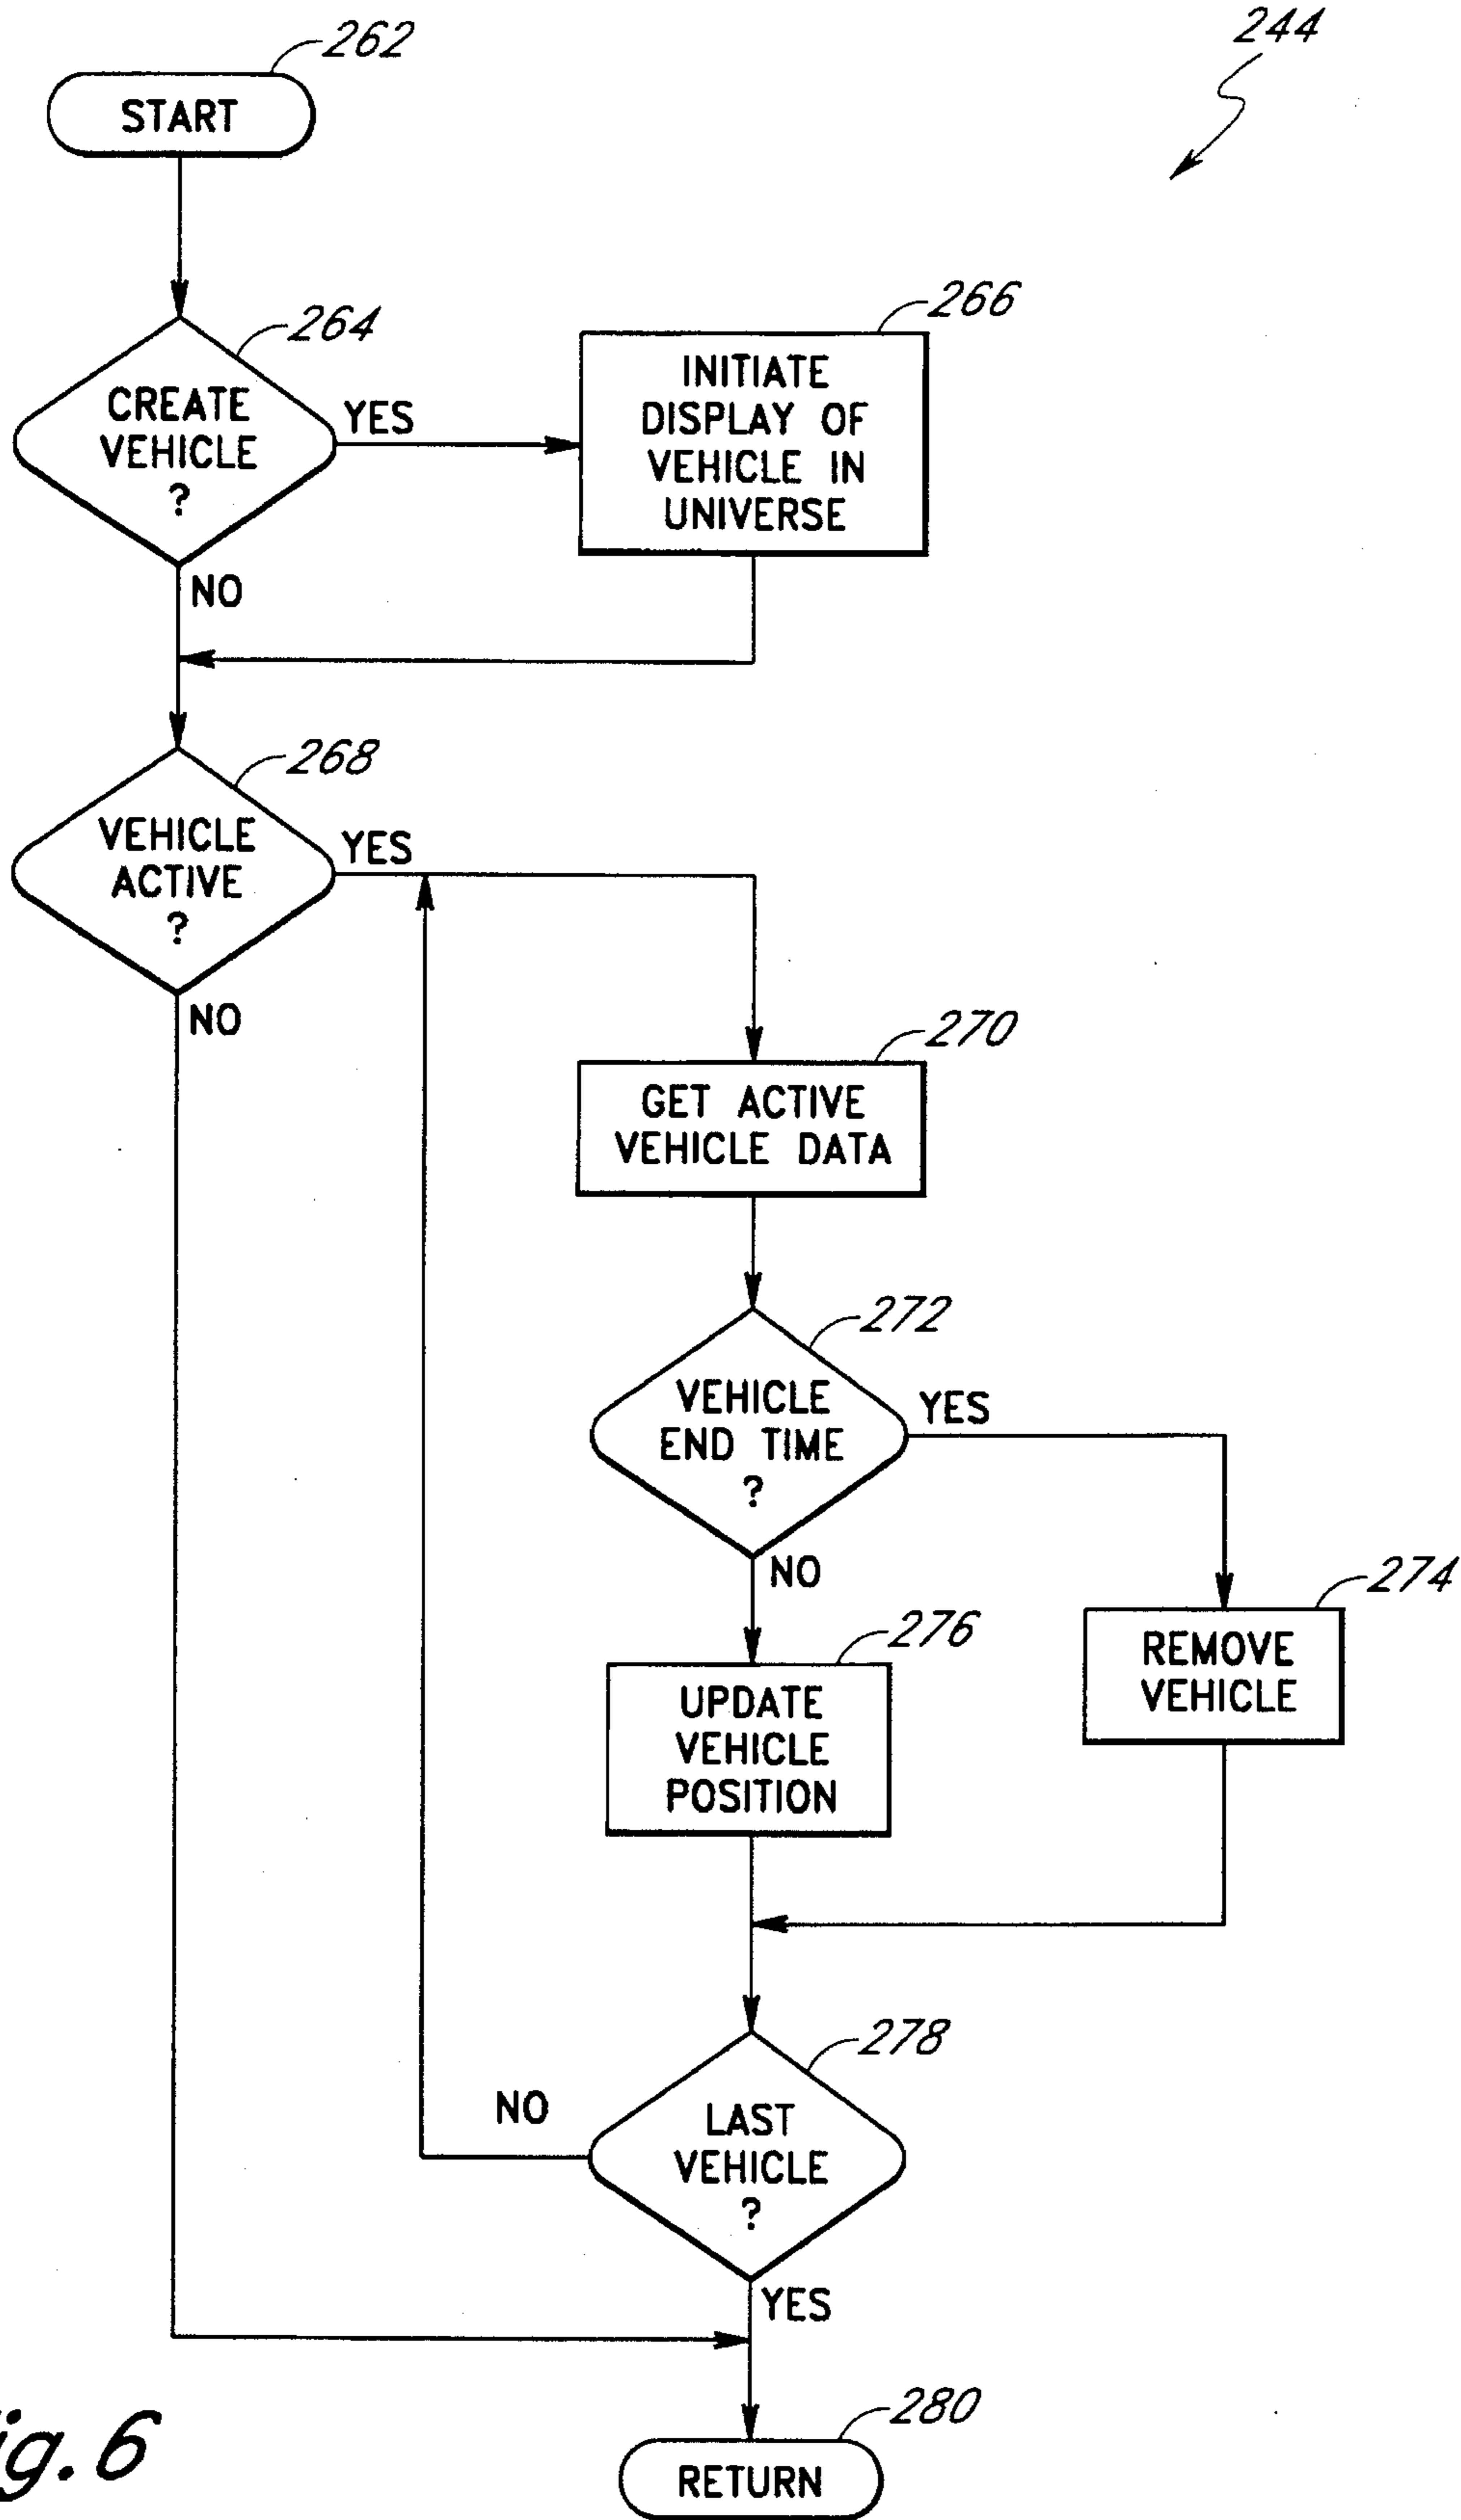 262
244
START
264
266
CREATE
VEHICLE
?
YES
INITIATE
DISPLAY OF
VEHICLE IN
UNIVERSE
NO
268
VEHICLE
ACTIVE
?
YES
NO
270
GET ACTIVE
VEHICLE DATA
272
VEHICLE
END TIME
?
YES
NO
274
276
REMOVE
VEHICLE
UPDATE
VEHICLE
POSITION
278
NO
LAST
VEHICLE
?
YES
280
ig. 6
RETURN